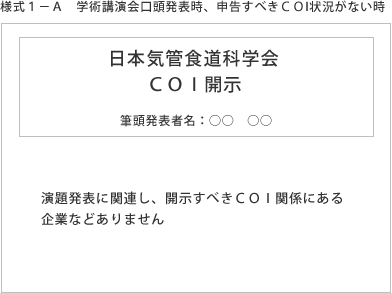 様式１－Ａ　学術講演会口頭発表時、申告すべきＣＯI状況がない時
日本気管食道科学会
ＣＯＩ開示
筆頭発表者名：○○　○○
演題発表に関連し、開示すべきＣＯＩ関係にある
企業などありません